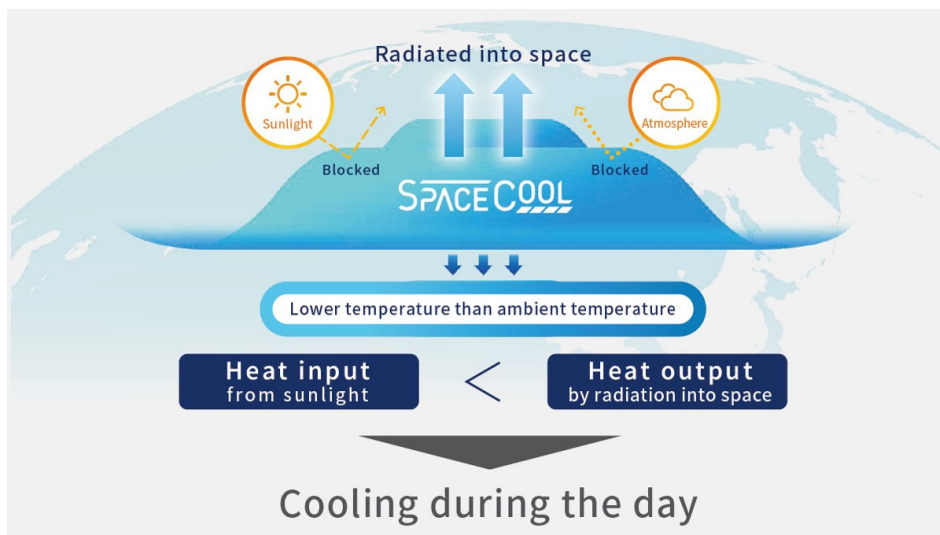 Radiated into space
Sunlight
Atmosphere
Blocked
Blocked
SPACECOOL
Lower temperature than ambient temperature
Heat input
from sunlight
<
Heat output
by radiation into space
Cooling during the day